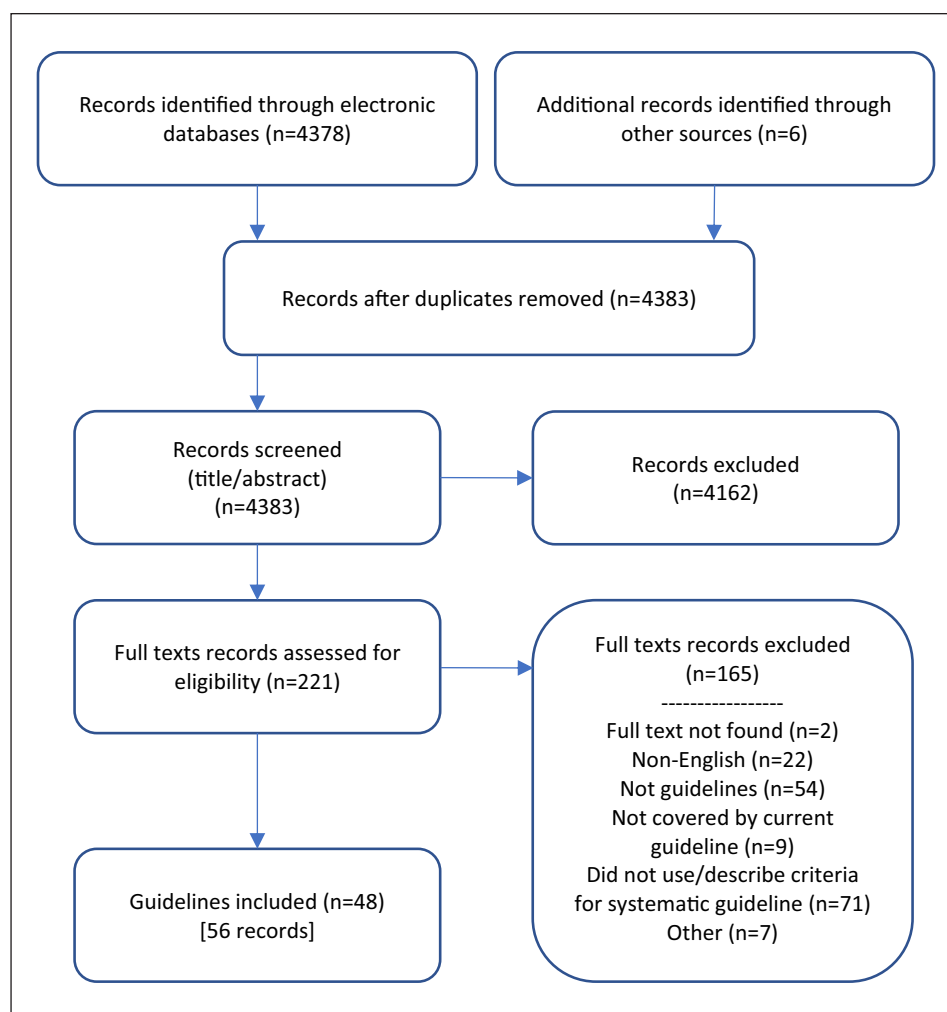 Records identified through electronic
databases (n=4378)
Additional records identified through
other sources (n=6)
Records after duplicates removed (n=4383)
Records screened
(title/abstract)
(n=4383)
Records excluded
(n=4162)
Full texts records assessed for
eligibility (n=221)
Full texts records excluded
(n=165)
-----------------
Full text not found (n=2)
Non-English (n=22)
Not guidelines (n=54)
Not covered by current
guideline (n=9)
Did not use/describe criteria
for systematic guideline (n=71)
Other (n=7)
Guidelines included (n=48)
[56 records]